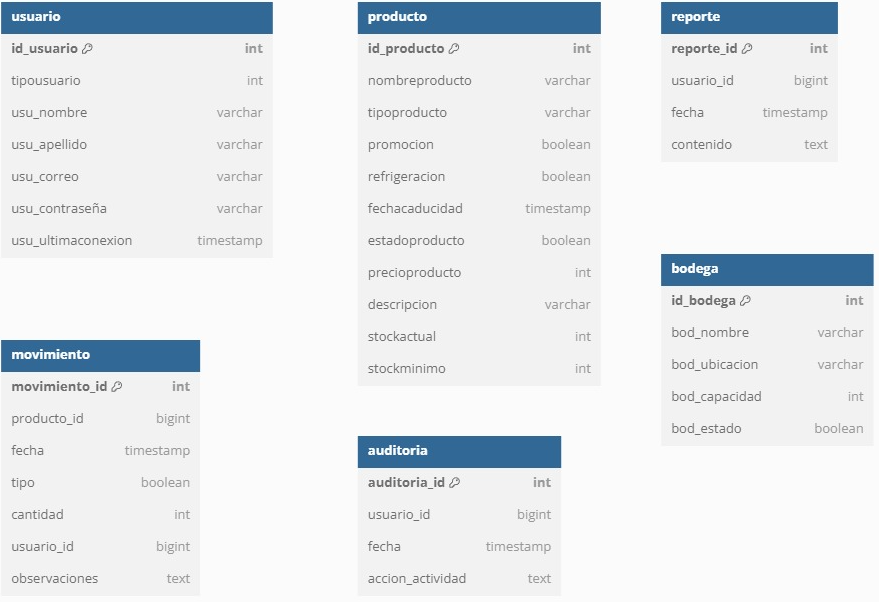 usuario
id_usuario int
tipousuario int
usu_nombre varchar
usu_apellido varchar
usu_correo varchar
usu_contraseña varchar
usu_ultimaconexion timestamp
producto
id_producto int
nombreproducto varchar
tipoproducto varchar
promocion boolean
refrigeracion boolean
fechacaducidad timestamp
estadoproducto boolean
precioproducto int
descripcion varchar
stockactual int
stockminimo int
reporte
reporte_id int
usuario_id bigint
fecha timestamp
contenido text
bodega
id_bodega int
bod_nombre varchar
bod_ubicacion varchar
bod_capacidad int
bod_estado boolean
movimiento
movimiento_id int
producto_id bigint
fecha timestamp
tipo boolean
cantidad int
usuario_id bigint
observaciones text
auditoria
auditoria_id int
usuario_id bigint
fecha timestamp
accion_actividad text